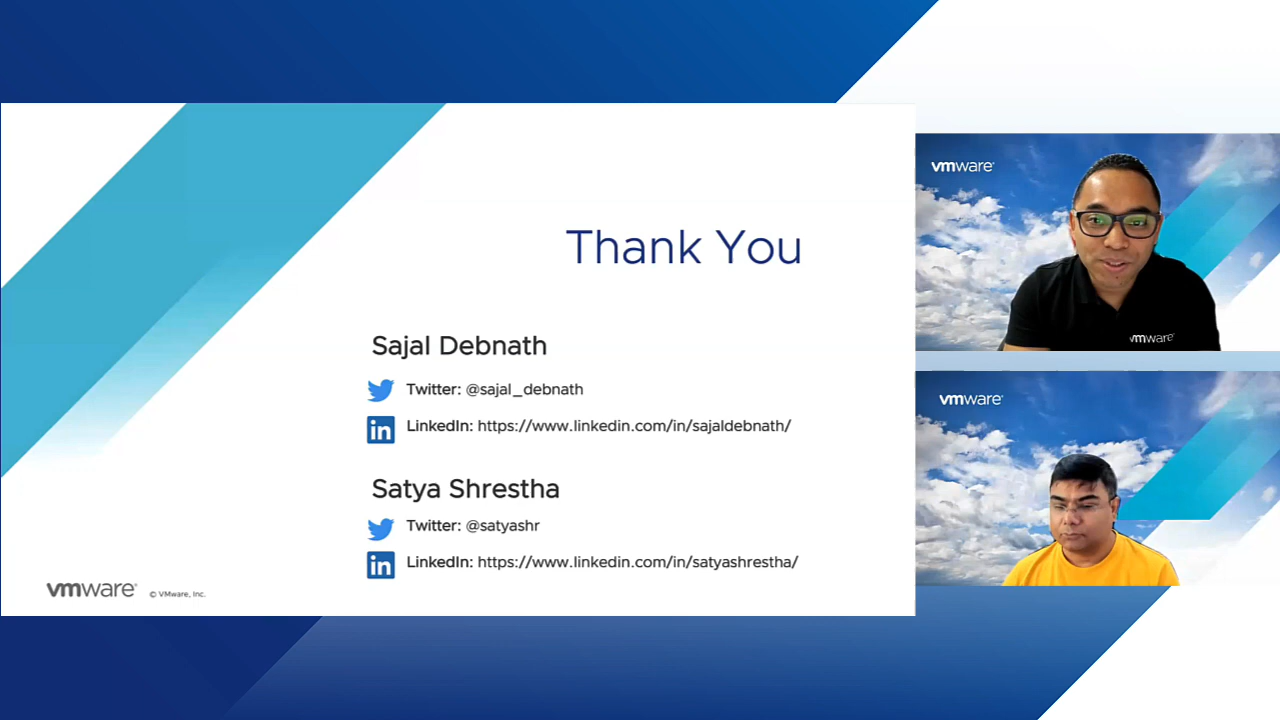 Thank You
Sajal Debnath
Twitter: @sajal_debnath
LinkedIn: https://www.linkedin.com/in/sajaldebnath/
Satya Shrestha
Twitter: @satyashr
LinkedIn: https://www.linkedin.com/in/satyashrestha/
vmware® © VMware, Inc.
vmware®
vmware®
vmware®